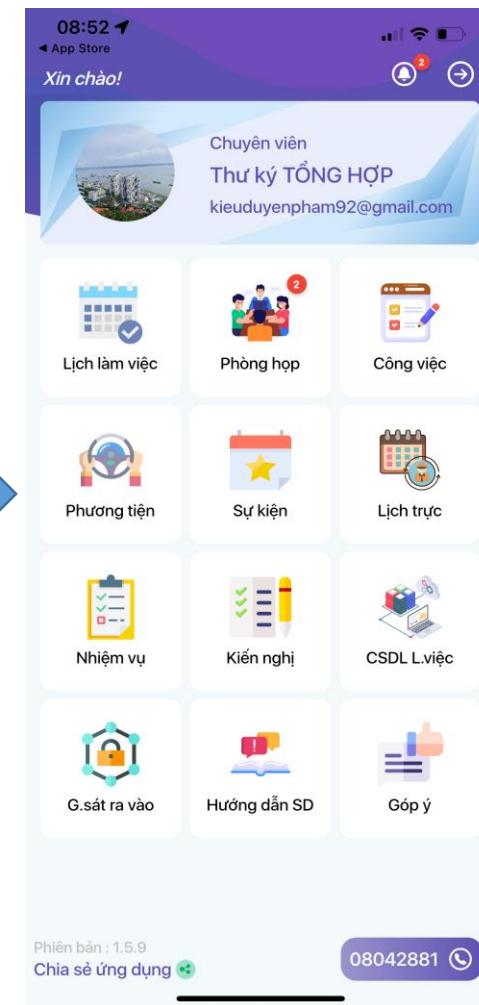 08:52
App Store
Xin chào!
2
Chuyên viên
Thư ký TỔNG HỢP
kieuduyenpham92@gmail.com
2
Lịch làm việc
Phòng họp
Công việc
Phương tiện
Sự kiện
Lịch trực
Nhiệm vụ
Kiến nghị
CSDL L.việc
G.sát ra vào
Hướng dẫn SD
Góp ý
Phiên bản : 1.5.9
Chia sẻ ứng dụng
08042881